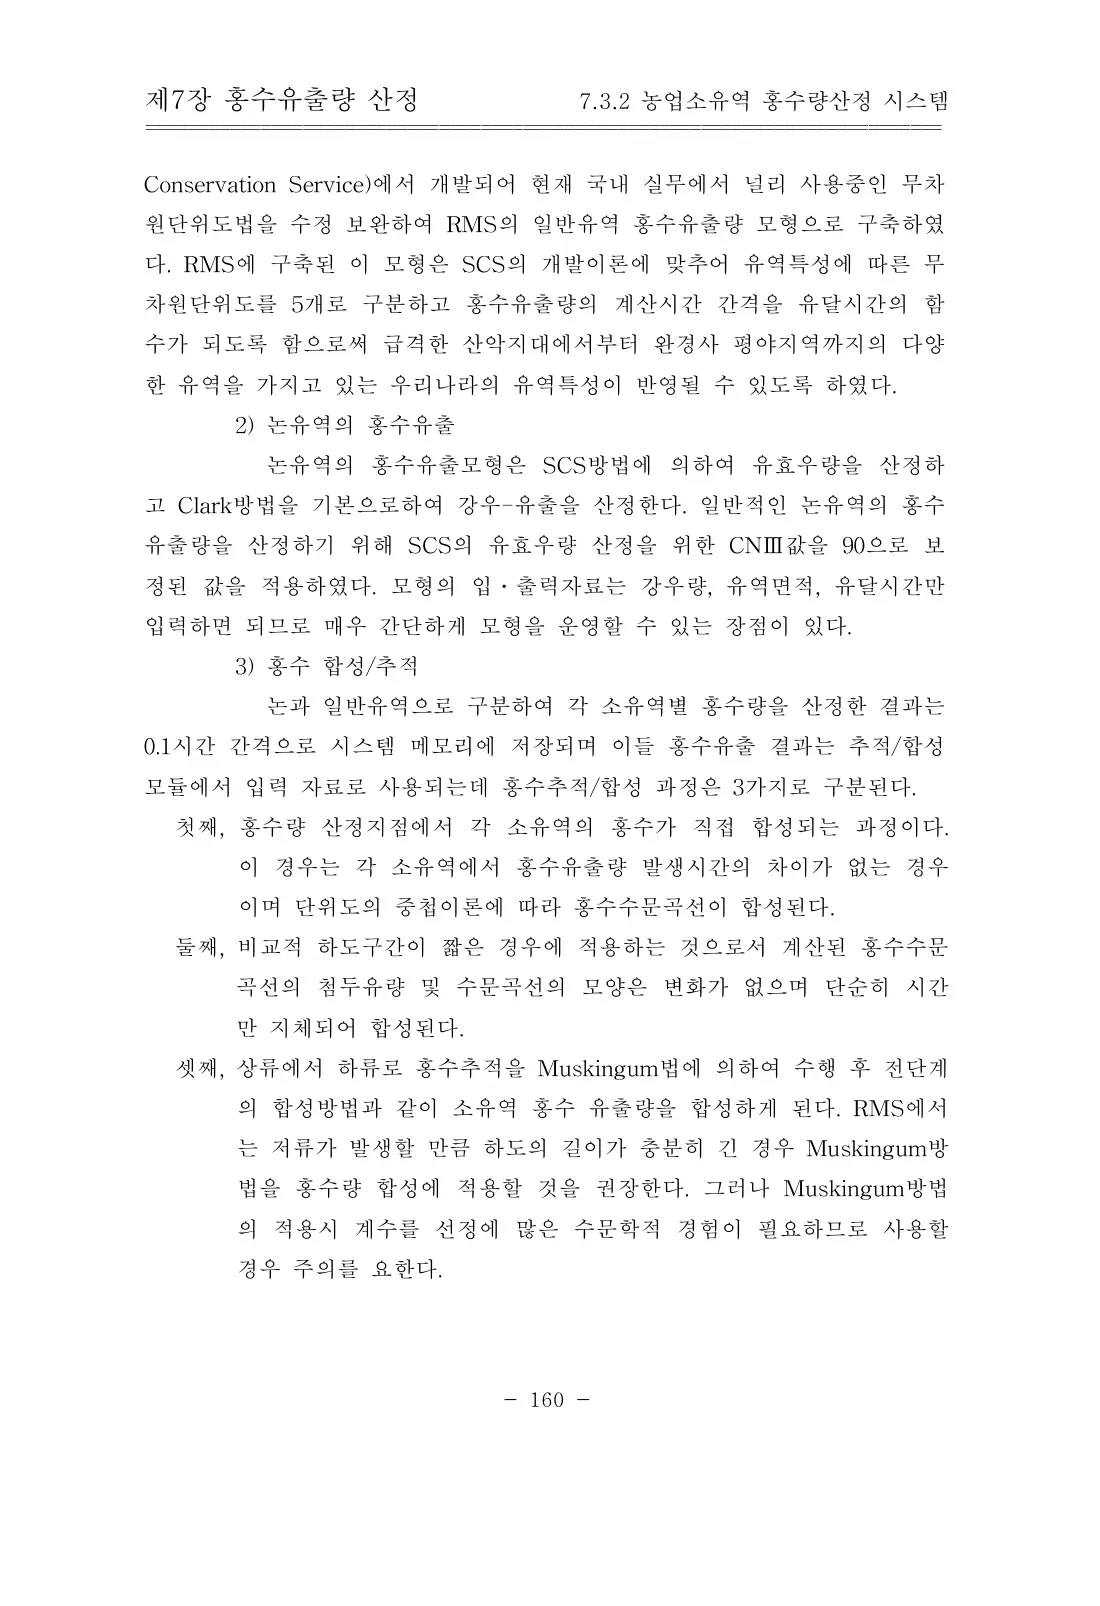 제7장 홍수유출량 산정 7.3.2 농업소유역 홍수량산정 시스템
Conservation Service)에서 개발되어 현재 국내 실무에서 널리 사용중인 무차
원단위도법을 수정 보완하여 RMS의 일반유역 홍수유출량 모형으로 구축하였
다. RMS에 구축된 이 모형은 SCS의 개발이론에 맞추어 유역특성에 따른 무
차원단위도를 5개로 구분하고 홍수유출량의 계산시간 간격을 유달시간의 함
수가 되도록 함으로써 급격한 산악지대에서부터 완경사 평야지역까지의 다양
한 유역을 가지고 있는 우리나라의 유역특성이 반영될 수 있도록 하였다.
2) 논유역의 홍수유출
논유역의 홍수유출모형은 SCS방법에 의하여 유효우량을 산정하
고 Clark방법을 기본으로하여 강우-유출을 산정한다. 일반적인 논유역의 홍수
유출량을 산정하기 위해 SCS의 유효우량 산정을 위한 CNⅢ값을 90으로 보
정된 값을 적용하였다. 모형의 입·출력자료는 강우량, 유역면적, 유달시간만
입력하면 되므로 매우 간단하게 모형을 운영할 수 있는 장점이 있다.
3) 홍수 합성/추적
논과 일반유역으로 구분하여 각 소유역별 홍수량을 산정한 결과는
0.1시간 간격으로 시스템 메모리에 저장되며 이들 홍수유출 결과는 추적/합성
모듈에서 입력 자료로 사용되는데 홍수추적/합성 과정은 3가지로 구분된다.
첫째, 홍수량 산정지점에서 각 소유역의 홍수가 직접 합성되는 과정이다.
이 경우는 각 소유역에서 홍수유출량 발생시간의 차이가 없는 경우
이며 단위도의 중첩이론에 따라 홍수수문곡선이 합성된다.
둘째, 비교적 하도구간이 짧은 경우에 적용하는 것으로서 계산된 홍수수문
곡선의 첨두유량 및 수문곡선의 모양은 변화가 없으며 단순히 시간
만 지체되어 합성된다.
셋째, 상류에서 하류로 홍수추적을 Muskingum법에 의하여 수행 후 전단계
의 합성방법과 같이 소유역 홍수 유출량을 합성하게 된다. RMS에서
는 저류가 발생할 만큼 하도의 길이가 충분히 긴 경우 Muskingum방
법을 홍수량 합성에 적용할 것을 권장한다. 그러나 Muskingum방법
의 적용시 계수를 선정에 많은 수문학적 경험이 필요하므로 사용할
경우 주의를 요한다.
- 160 -